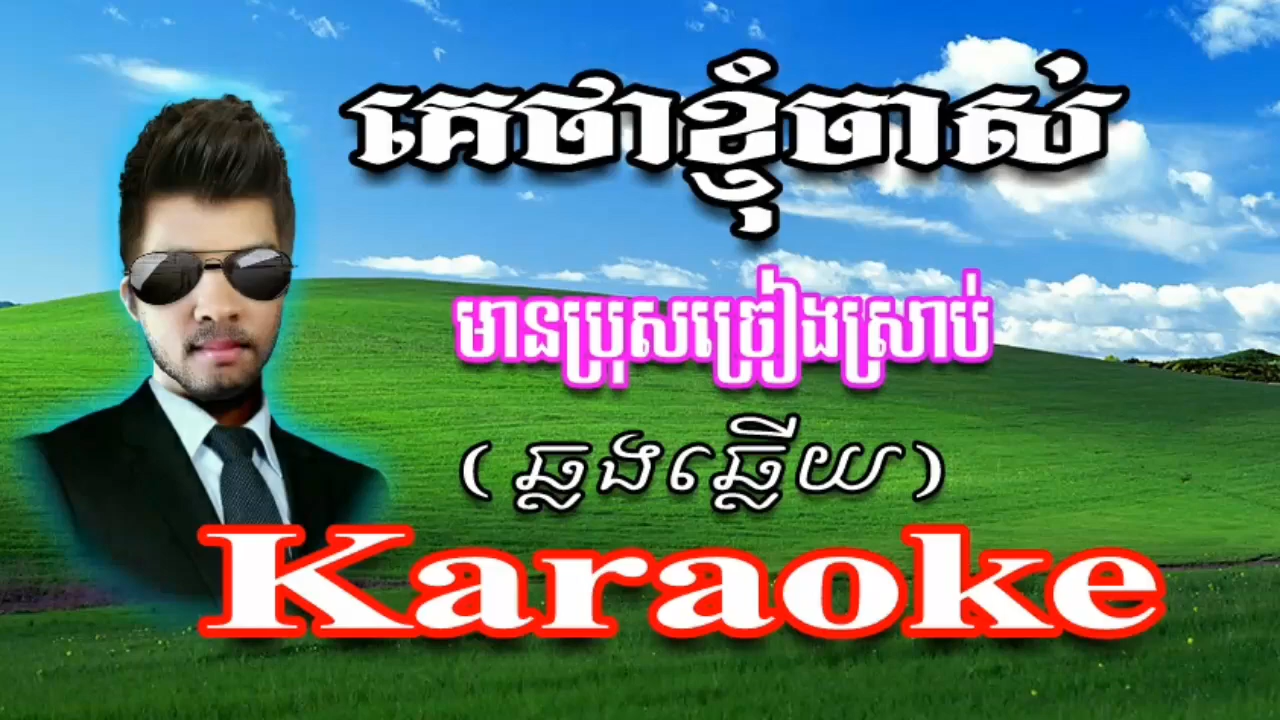 គេថាខ្ញុំចាស់
មានប្រុសច្រៀងស្រាប់
( ឆ្លងឆ្លើយ )
Karaoke